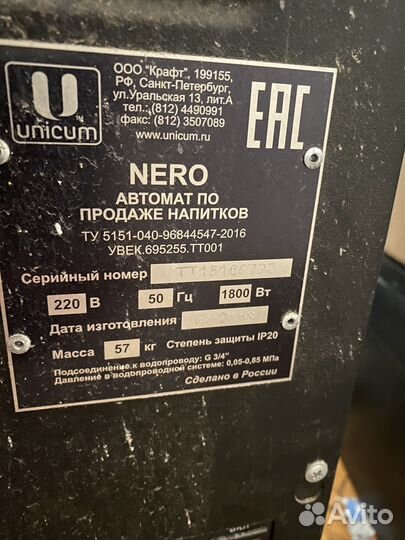 unicum
ООО "Крафт", 199155,
РФ, Санкт-Петербург,
ул.Уральская 13, лит.А
тел.: (812) 4490991
факс: (812) 3507089
www.unicum.ru
EAC
NERO
АВТОМАТ ПО
ПРОДАЖЕ НАПИТКОВ
ТУ 5151-040-96844547-2016
УВЕК.695255.ТТ001
Серийный номер
220 В 50 Гц 1800 Вт
Дата изготовления
Масса 57 кг Степень защиты IP20
Подсоединение к водопроводу: G 3/4"
Давление в водопроводной системе: 0,05-0,85 МПа
Сделано в России
Avito